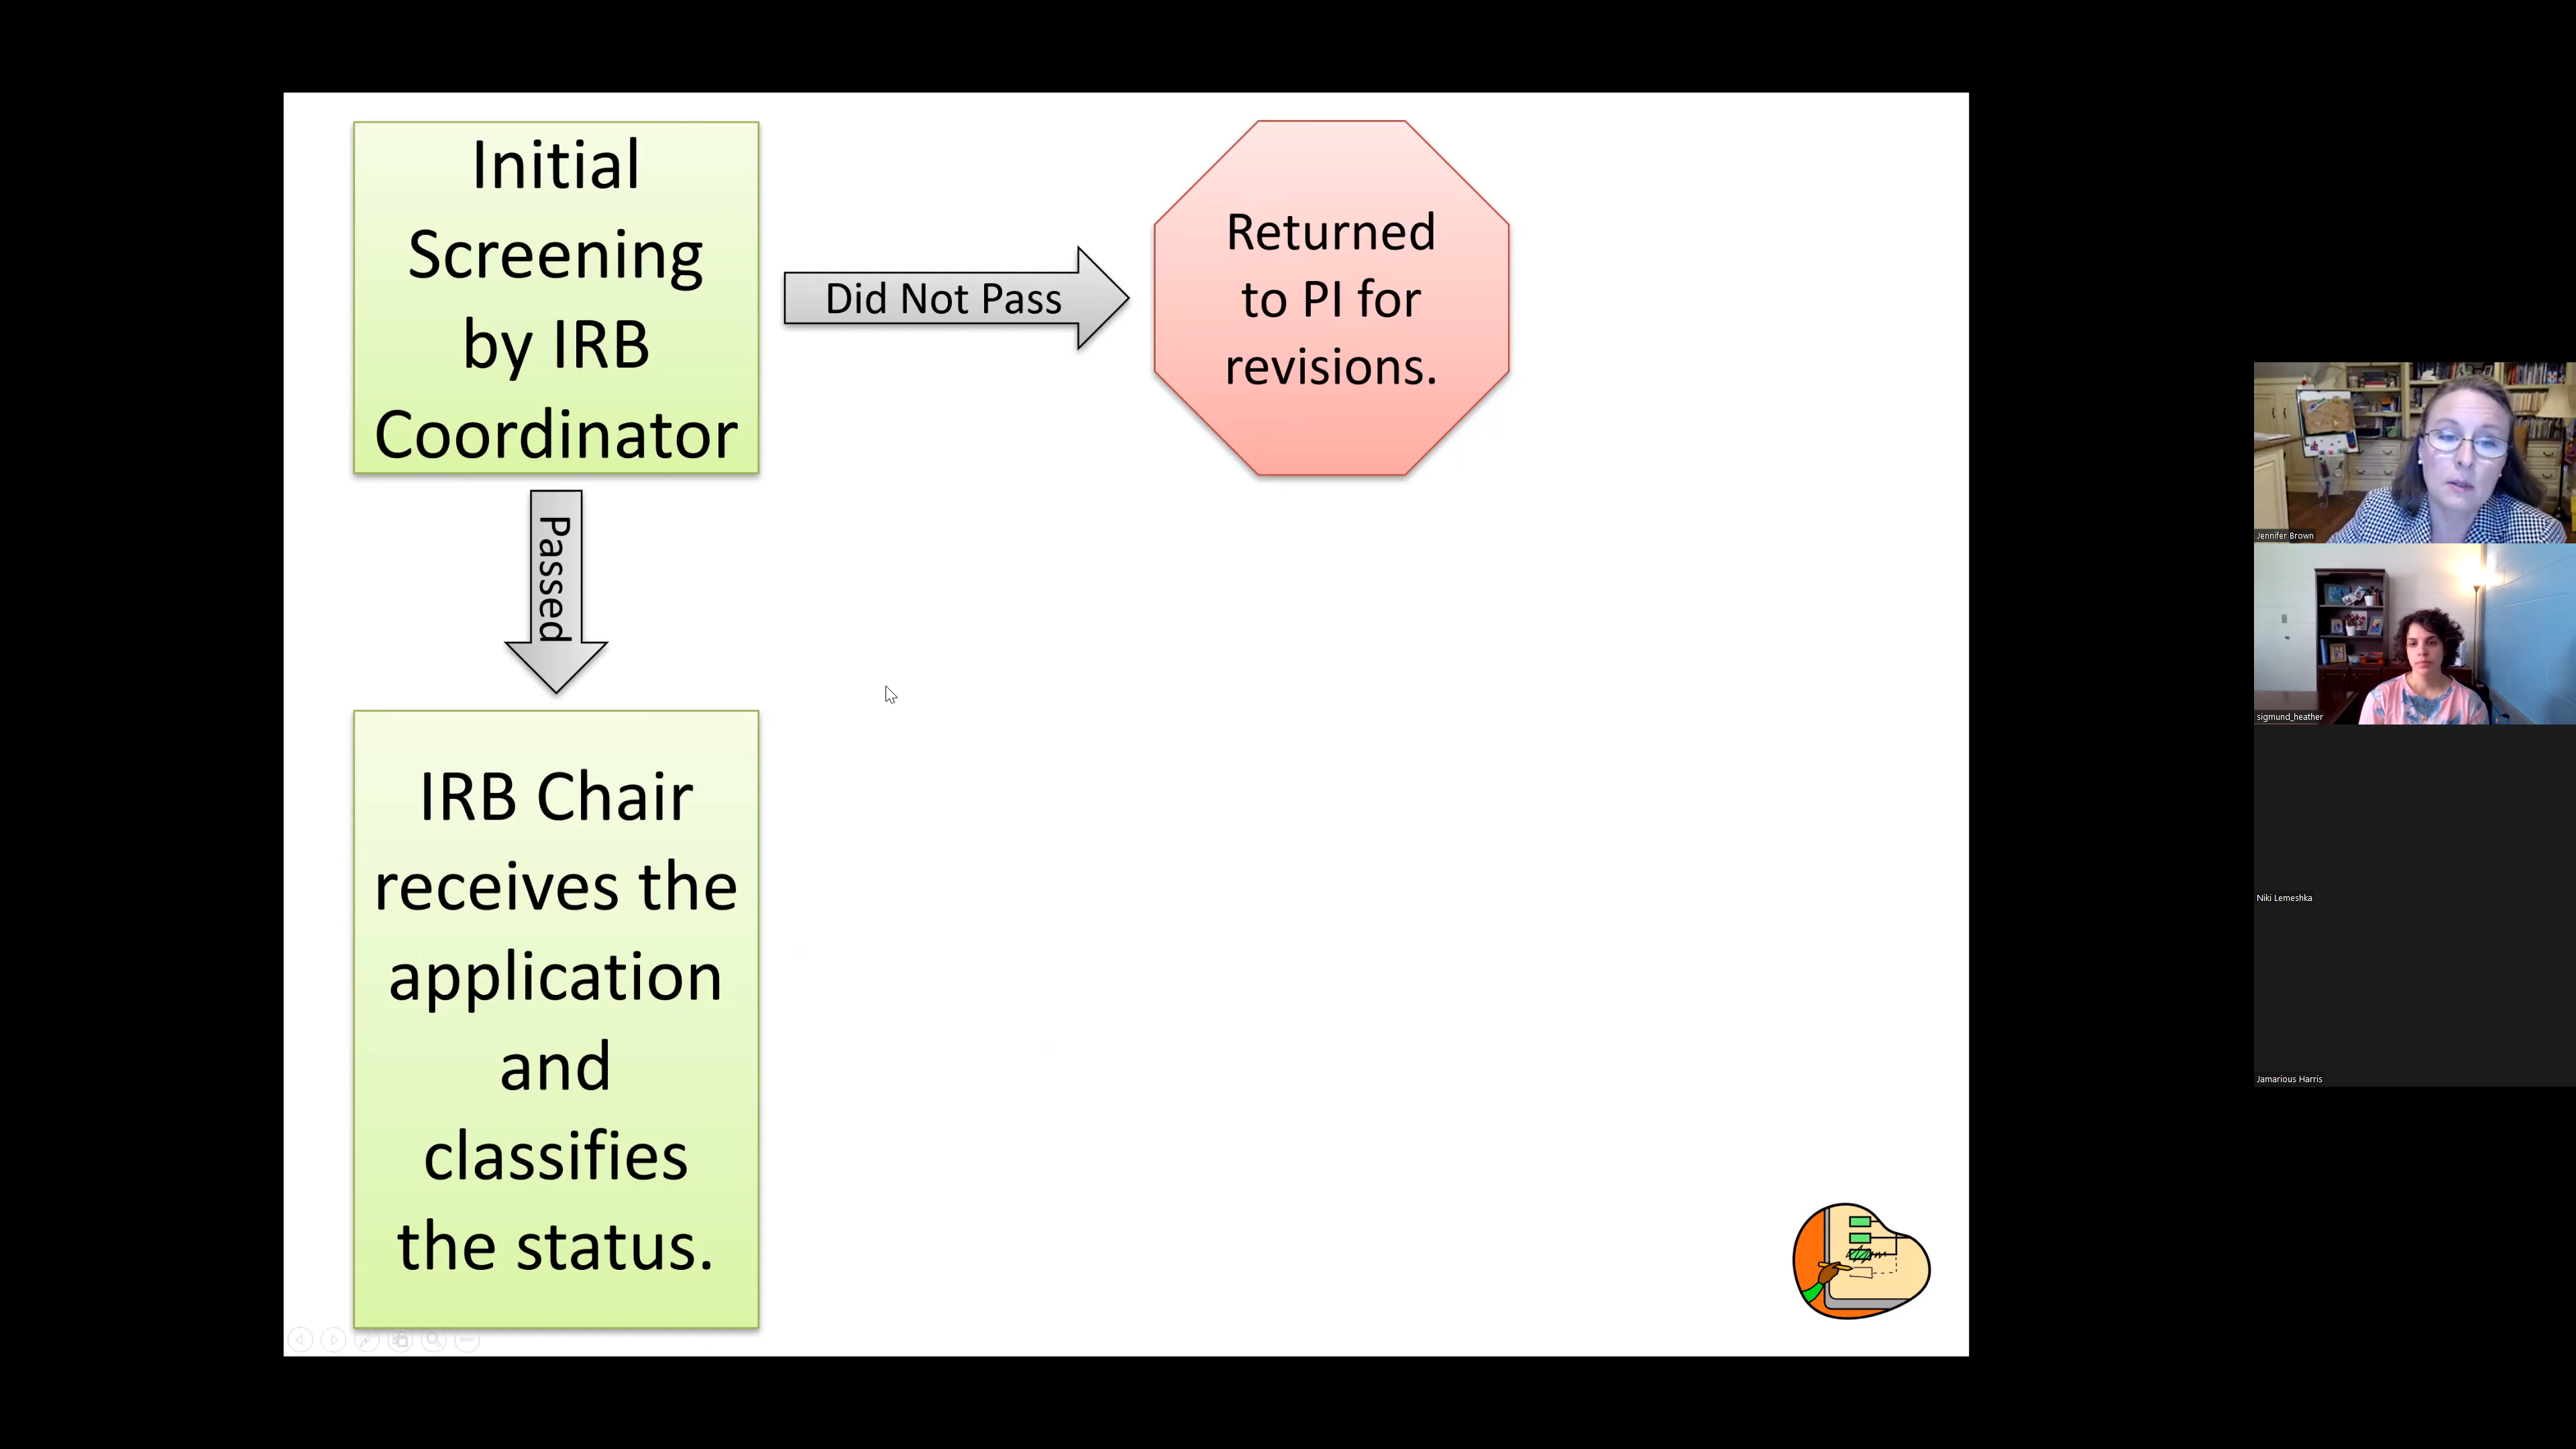 Initial
Screening
by IRB
Coordinator
Did Not Pass
Returned
to PI for
revisions.
Passed
IRB Chair
receives the
application
and
classifies
the status.
Jennifer Brown
sigmund_heather
Niki Lemeshka
Jamarious Harris